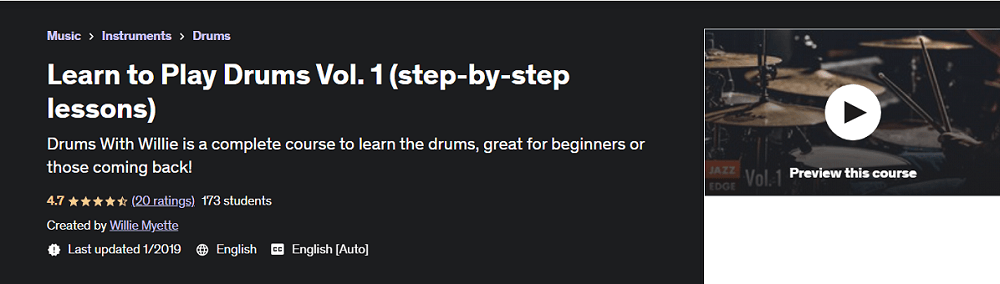 Music > Instruments > Drums
Learn to Play Drums Vol. 1 (step-by-step
lessons)
Drums With Willie is a complete course to learn the drums, great for beginners or
those coming back!
4.7 (20 ratings) 173 students
Created by Willie Myette
Last updated 1/2019 English CC English [Auto]
JAZZ
EDGE Vol. 1
Preview this course